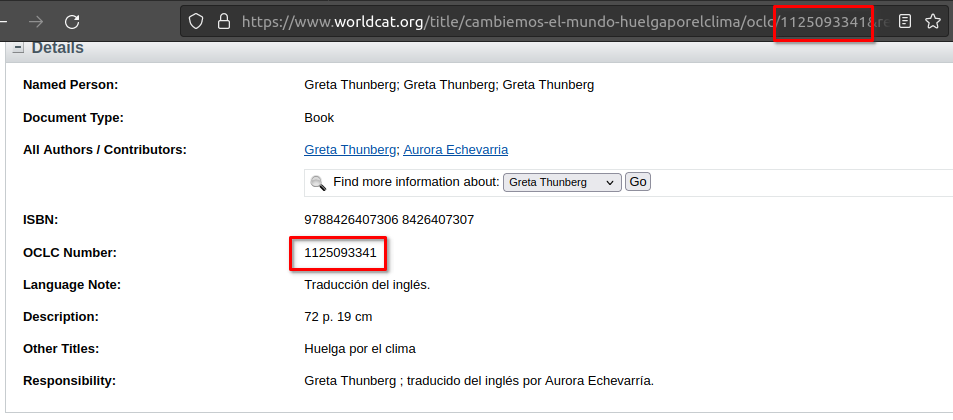 https://www.worldcat.org/title/cambiemos-el-mundo-huelgaporelclima/oclc/1125093341&re
Details
Named Person: Greta Thunberg; Greta Thunberg; Greta Thunberg
Document Type: Book
All Authors / Contributors: Greta Thunberg; Aurora Echevarria
Find more information about: Greta Thunberg Go
ISBN: 9788426407306 8426407307
OCLC Number: 1125093341
Language Note: Traducción del inglés.
Description: 72 p. 19 cm
Other Titles: Huelga por el clima
Responsibility: Greta Thunberg ; traducido del inglés por Aurora Echevarría.